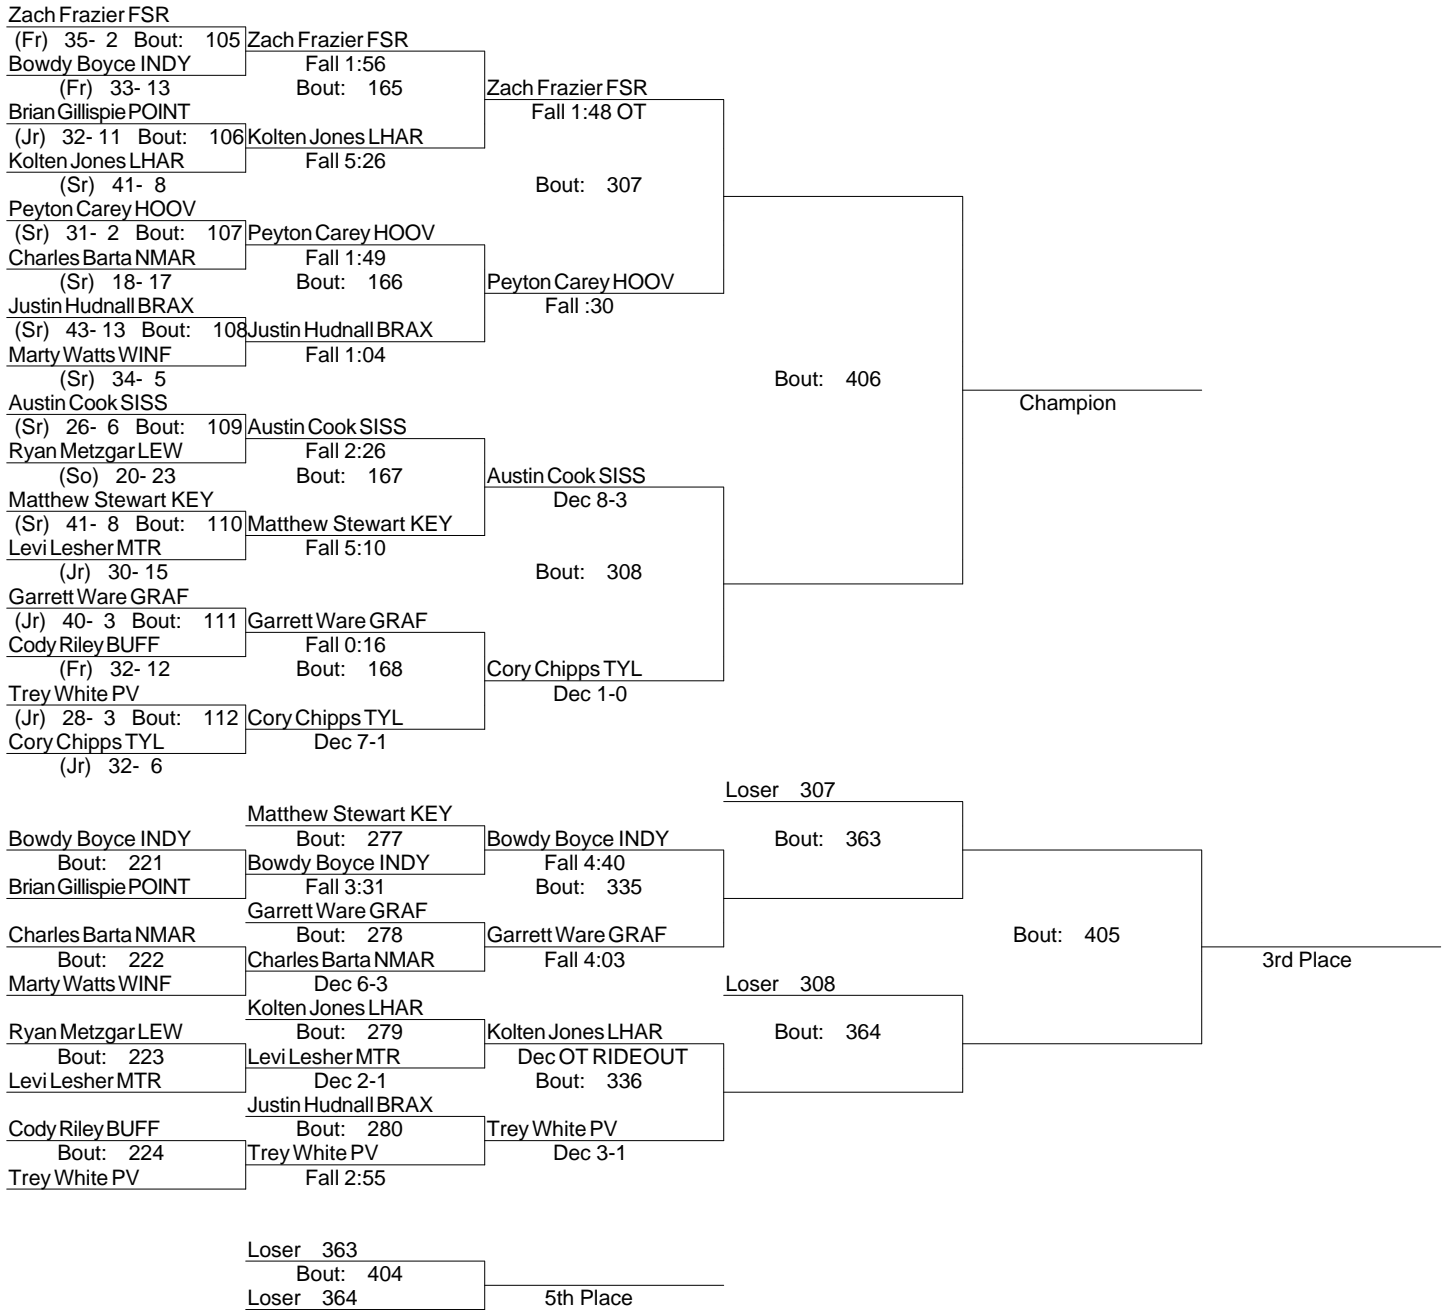 Zach Frazier FSR
(Fr) 35- 2 Bout: 105 Zach Frazier FSR
Bowdy Boyce INDY Fall 1:56
(Fr) 33- 13 Bout: 165 Zach Frazier FSR
Brian Gillispie POINT Fall 1:48 OT
(Jr) 32- 11 Bout: 106 Kolten Jones LHAR
Kolten Jones LHAR Fall 5:26
(Sr) 41- 8 Bout: 307
Peyton Carey HOOV
(Sr) 31- 2 Bout: 107 Peyton Carey HOOV
Charles Barta NMAR Fall 1:49
(Sr) 18- 17 Bout: 166 Peyton Carey HOOV
Justin Hudnall BRAX Fall :30
(Sr) 43- 13 Bout: 108 Justin Hudnall BRAX
Marty Watts WINF Fall 1:04
(Sr) 34- 5 Bout: 406
Austin Cook SISS Champion
(Sr) 26- 6 Bout: 109 Austin Cook SISS
Ryan Metzgar LEW Fall 2:26
(So) 20- 23 Bout: 167 Austin Cook SISS
Matthew Stewart KEY Dec 8-3
(Sr) 41- 8 Bout: 110 Matthew Stewart KEY
Levi Lesher MTR Fall 5:10
(Jr) 30- 15 Bout: 308
Garrett Ware GRAF
(Jr) 40- 3 Bout: 111 Garrett Ware GRAF
Cody Riley BUFF Fall 0:16
(Fr) 32- 12 Bout: 168 Cory Chipps TYL
Trey White PV Dec 1-0
(Jr) 28- 3 Bout: 112 Cory Chipps TYL
Cory Chipps TYL Dec 7-1
(Jr) 32- 6
Loser 307
Matthew Stewart KEY
Bowdy Boyce INDY Bout: 277 Bowdy Boyce INDY Bout: 363
Bout: 221 Bowdy Boyce INDY Fall 4:40
Brian Gillispie POINT Fall 3:31 Bout: 335
Garrett Ware GRAF
Charles Barta NMAR Bout: 278 Garrett Ware GRAF Bout: 405
Bout: 222 Charles Barta NMAR Fall 4:03 3rd Place
Marty Watts WINF Dec 6-3 Loser 308
Kolten Jones LHAR
Ryan Metzgar LEW Bout: 279 Kolten Jones LHAR Bout: 364
Bout: 223 Levi Lesher MTR Dec OT RIDEOUT
Levi Lesher MTR Dec 2-1 Bout: 336
Justin Hudnall BRAX
Cody Riley BUFF Bout: 280 Trey White PV
Bout: 224 Trey White PV Dec 3-1
Trey White PV Fall 2:55
Loser 363
Bout: 404
Loser 364 5th Place